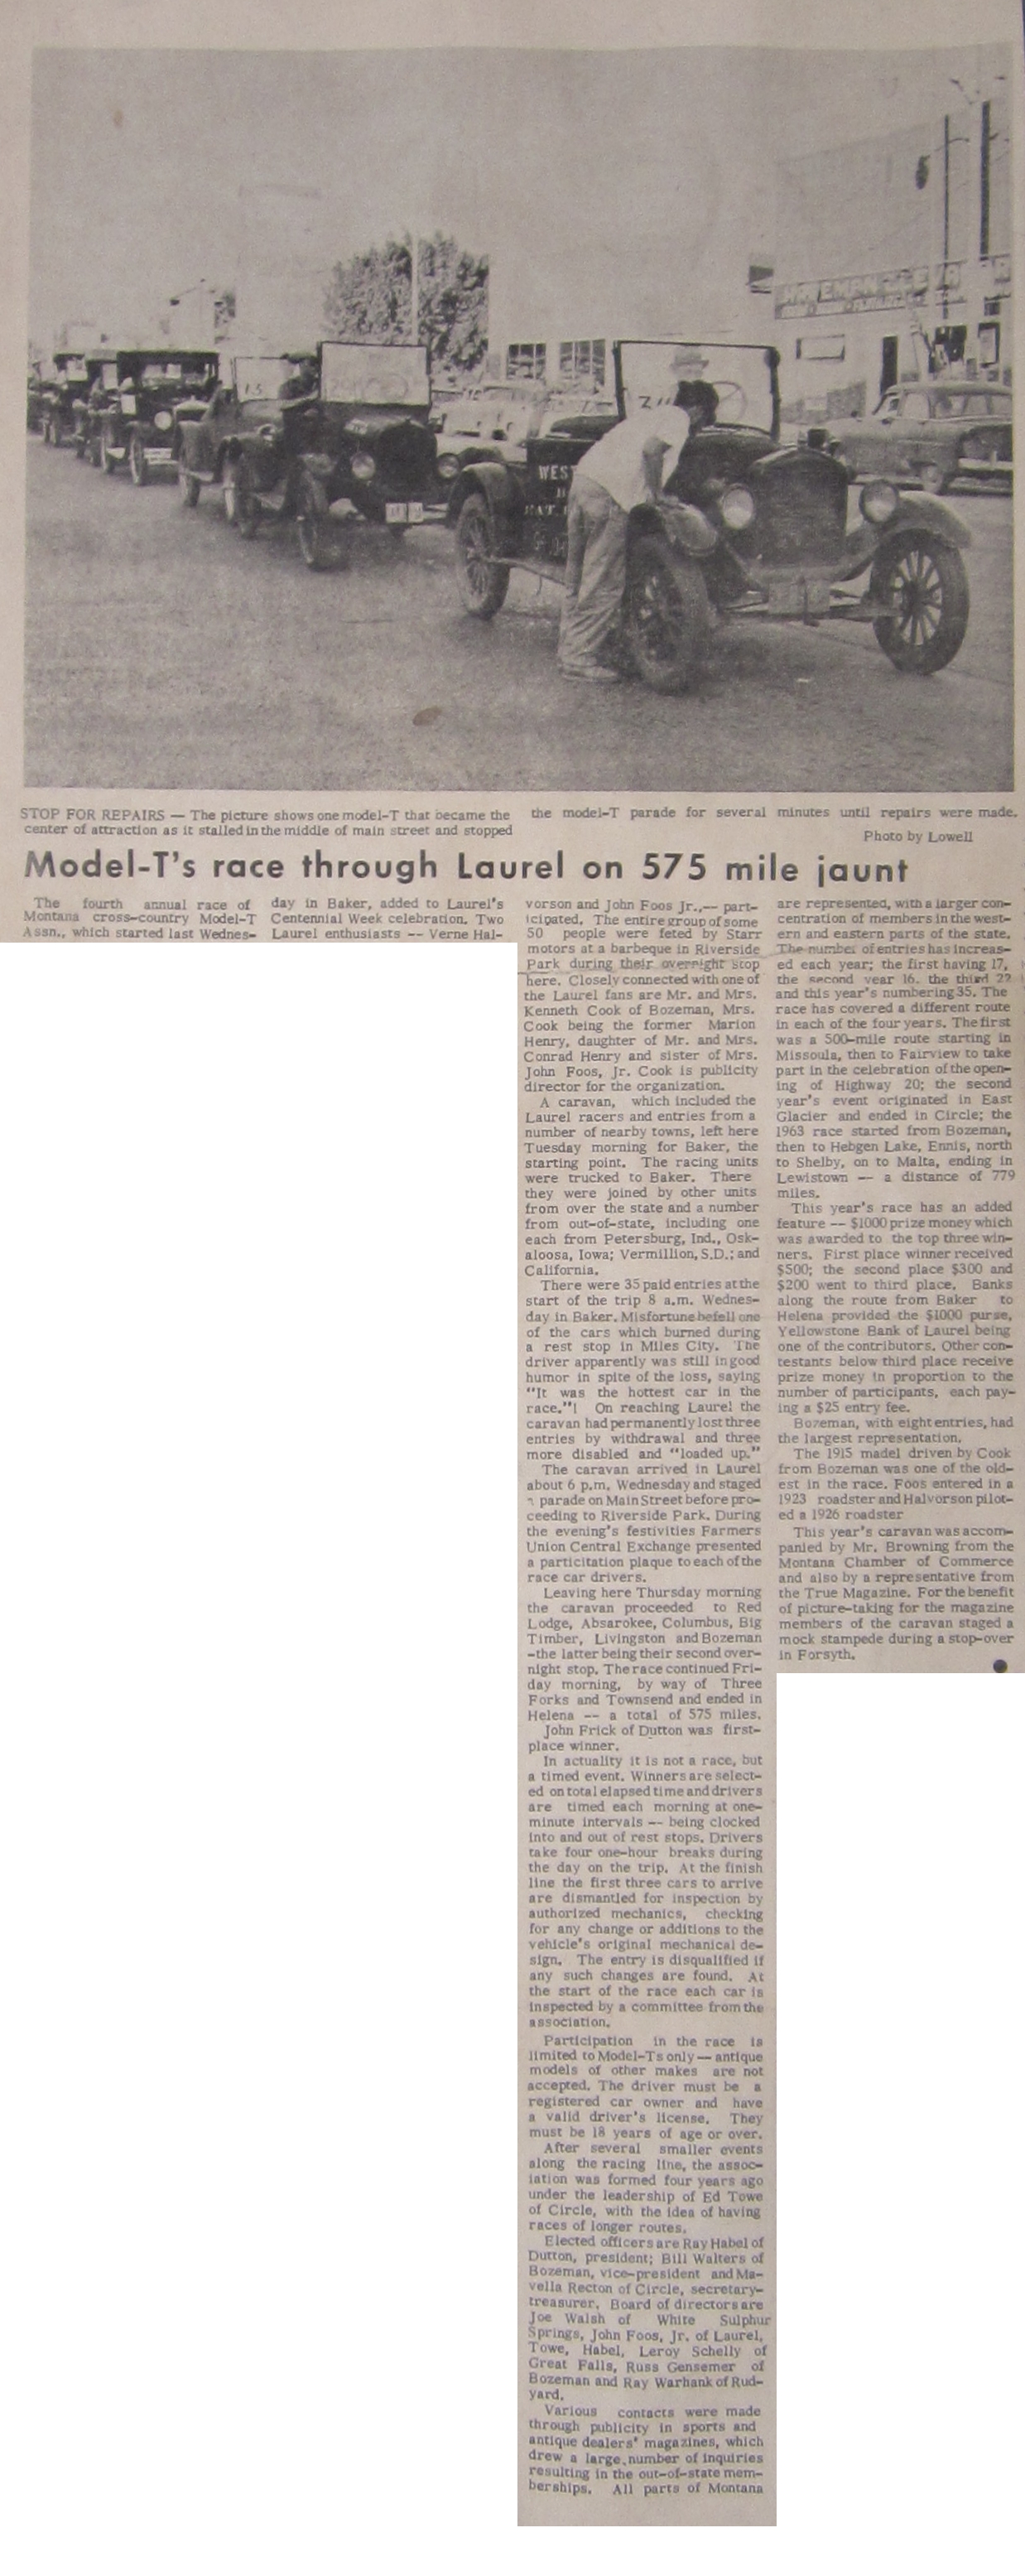 WEST
3
STOP FOR REPAIRS — The picture shows one model-T that became the
center of attraction as it stalled in the middle of main street and stopped
the model-T parade for several minutes until repairs were made.
Photo by Lowell
Model-T's race through Laurel on 575 mile jaunt
The fourth annual race of
Montana cross-country Model-T
Assn., which started last Wednes-
day in Baker, added to Laurel's
Centennial Week celebration. Two
Laurel enthusiasts -- Verne Hal-
vorson and John Foos Jr.,— part-
icipated. The entire group of some
50 people were feted by Starr
motors at a barbeque in Riverside
Park during their overnight stop
here. Closely connected with one of
the Laurel fans are Mr. and Mrs.
Kenneth Cook of Bozeman, Mrs.
Cook being the former Marion
Henry, daughter of Mr. and Mrs.
Conrad Henry and sister of Mrs.
John Foos, Jr. Cook is publicity
director for the organization.
A caravan, which included the
Laurel racers and entries from a
number of nearby towns, left here
Tuesday morning for Baker, the
starting point. The racing units
were trucked to Baker. There
they were joined by other units
from over the state and a number
from out-of-state, including one
each from Petersburg, Ind., Osk-
aloosa, Iowa; Vermillion, S.D.; and
California.
There were 35 paid entries at the
start of the trip 8 a.m. Wednes-
day in Baker. Misfortune befell one
of the cars which burned during
a rest stop in Miles City. The
driver apparently was still in good
humor in spite of the loss, saying
"It was the hottest car in the
race."! On reaching Laurel the
caravan had permanently lost three
entries by withdrawal and three
more disabled and "loaded up."
The caravan arrived in Laurel
about 6 p.m. Wednesday and staged
a parade on Main Street before pro-
ceeding to Riverside Park. During
the evening's festivities Farmers
Union Central Exchange presented
a particitation plaque to each of the
race car drivers.
Leaving here Thursday morning
the caravan proceeded to Red
Lodge, Absarokee, Columbus, Big
Timber, Livingston and Bozeman
-the latter being their second over-
night stop. The race continued Fri-
day morning, by way of Three
Forks and Townsend and ended in
Helena -- a total of 575 miles.
John Frick of Dutton was first-
place winner.
In actuality it is not a race, but
a timed event. Winners are select-
ed on total elapsed time and drivers
are timed each morning at one-
minute intervals -- being clocked
into and out of rest stops. Drivers
take four one-hour breaks during
the day on the trip. At the finish
line the first three cars to arrive
are dismantled for inspection by
authorized mechanics, checking
for any change or additions to the
vehicle's original mechanical de-
sign. The entry is disqualified if
any such changes are found. At
the start of the race each car is
inspected by a committee from the
association.
Participation in the race is
limited to Model-Ts only — antique
models of other makes are not
accepted. The driver must be a
registered car owner and have
a valid driver's license. They
must be 18 years of age or over.
After several smaller events
along the racing line, the assoc-
iation was formed four years ago
under the leadership of Ed Towe
of Circle, with the idea of having
races of longer routes.
Elected officers are Ray Habel of
Dutton, president; Bill Walters of
Bozeman, vice-president and Ma-
vella Recton of Circle, secretary-
treasurer. Board of directors are
Joe Walsh of White Sulphur
Springs, John Foos, Jr. of Laurel,
Towe, Habel, Leroy Schelly of
Great Falls, Russ Gensemer of
Bozeman and Ray Warhank of Rud-
yard.
Various contacts were made
through publicity in sports and
antique dealers' magazines, which
drew a large number of inquiries
resulting in the out-of-state mem-
berships. All parts of Montana
are represented, with a larger con-
centration of members in the west-
ern and eastern parts of the state.
The number of entries has increas-
ed each year; the first having 17,
the second year 16, the third 22
and this year's numbering 35. The
race has covered a different route
in each of the four years. The first
was a 500-mile route starting in
Missoula, then to Fairview to take
part in the celebration of the open-
ing of Highway 20; the second
year's event originated in East
Glacier and ended in Circle; the
1963 race started from Bozeman,
then to Hebgen Lake, Ennis, north
to Shelby, on to Malta, ending in
Lewistown -- a distance of 779
miles.
This year's race has an added
feature -- $1000 prize money which
was awarded to the top three win-
ners. First place winner received
$500; the second place $300 and
$200 went to third place. Banks
along the route from Baker to
Helena provided the $1000 purse,
Yellowstone Bank of Laurel being
one of the contributors. Other con-
testants below third place receive
prize money in proportion to the
number of participants, each pay-
ing a $25 entry fee.
Bozeman, with eight entries, had
the largest representation.
The 1915 madel driven by Cook
from Bozeman was one of the old-
est in the race. Foos entered in a
1923 roadster and Halvorson pilot-
ed a 1926 roadster
This year's caravan was accom-
panied by Mr. Browning from the
Montana Chamber of Commerce
and also by a representative from
the True Magazine. For the benefit
of picture-taking for the magazine
members of the caravan staged a
mock stampede during a stop-over
in Forsyth.